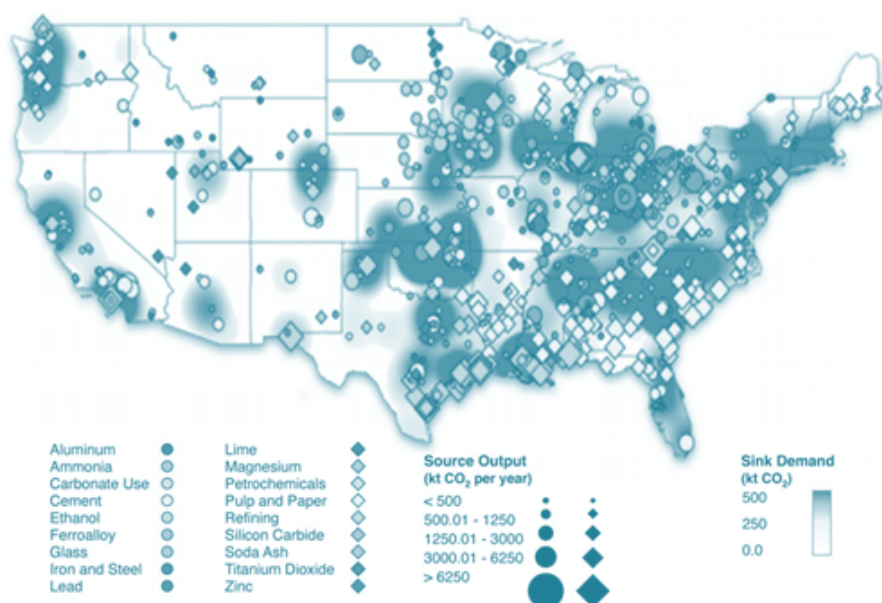 Aluminum
Ammonia
Carbonate Use
Cement
Ethanol
Ferroalloy
Glass
Iron and Steel
Lead
Lime
Magnesium
Petrochemicals
Pulp and Paper
Refining
Silicon Carbide
Soda Ash
Titanium Dioxide
Zinc
Source Output
(kt CO₂ per year)
< 500
500.01 - 1250
1250.01 - 3000
3000.01 - 6250
> 6250
Sink Demand
(kt CO₂)
500
250
0.0